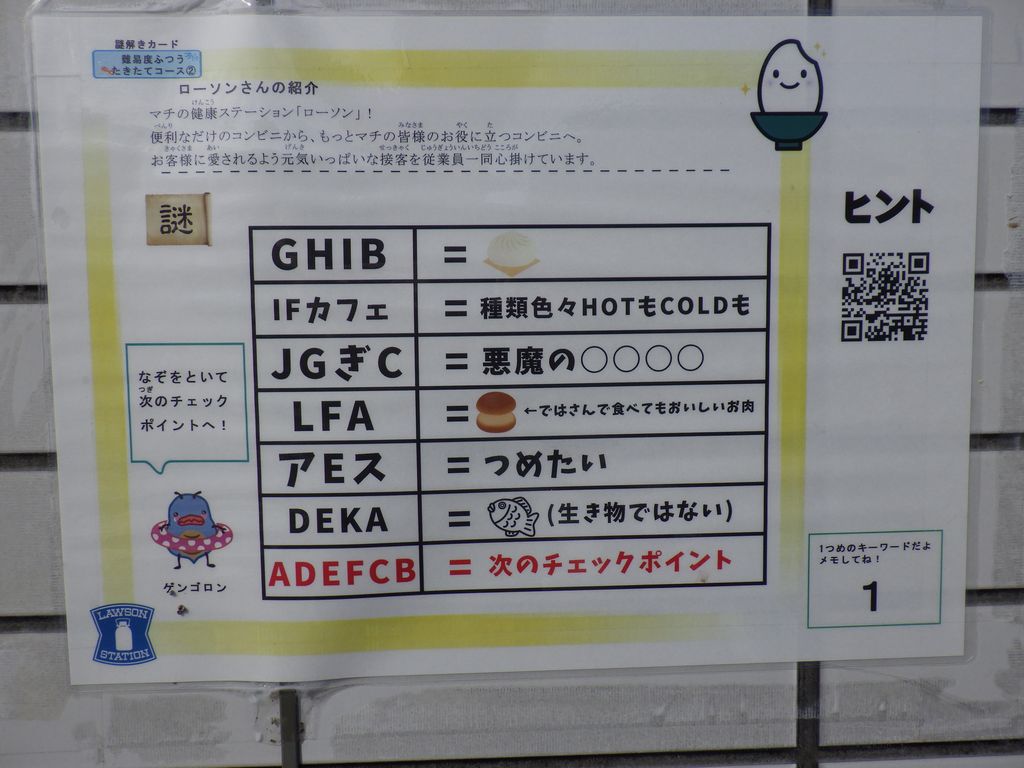 謎解きカード
難易度ふつう
たきたてコース②
ローソンさんの紹介
マチの健康ステーション「ローソン」！
便利なだけのコンビニから、もっとマチの皆様のお役に立つコンビニへ。
お客様に愛されるよう元気いっぱいな接客を従業員一同心掛けています。
謎
ヒント
GHIB =
IFカフェ = 種類色々HOTもCOLDも
JGぎC = 悪魔の○○○○
LFA = ←ではさんで食べてもおいしいお肉
アEス = つめたい
DEKA = (生き物ではない)
ADEFCB = 次のチェックポイント
なぞをといて
次のチェック
ポイントへ！
ゲンゴロン
LAWSON
STATION
1つめのキーワードだよ
メモしてね！
1